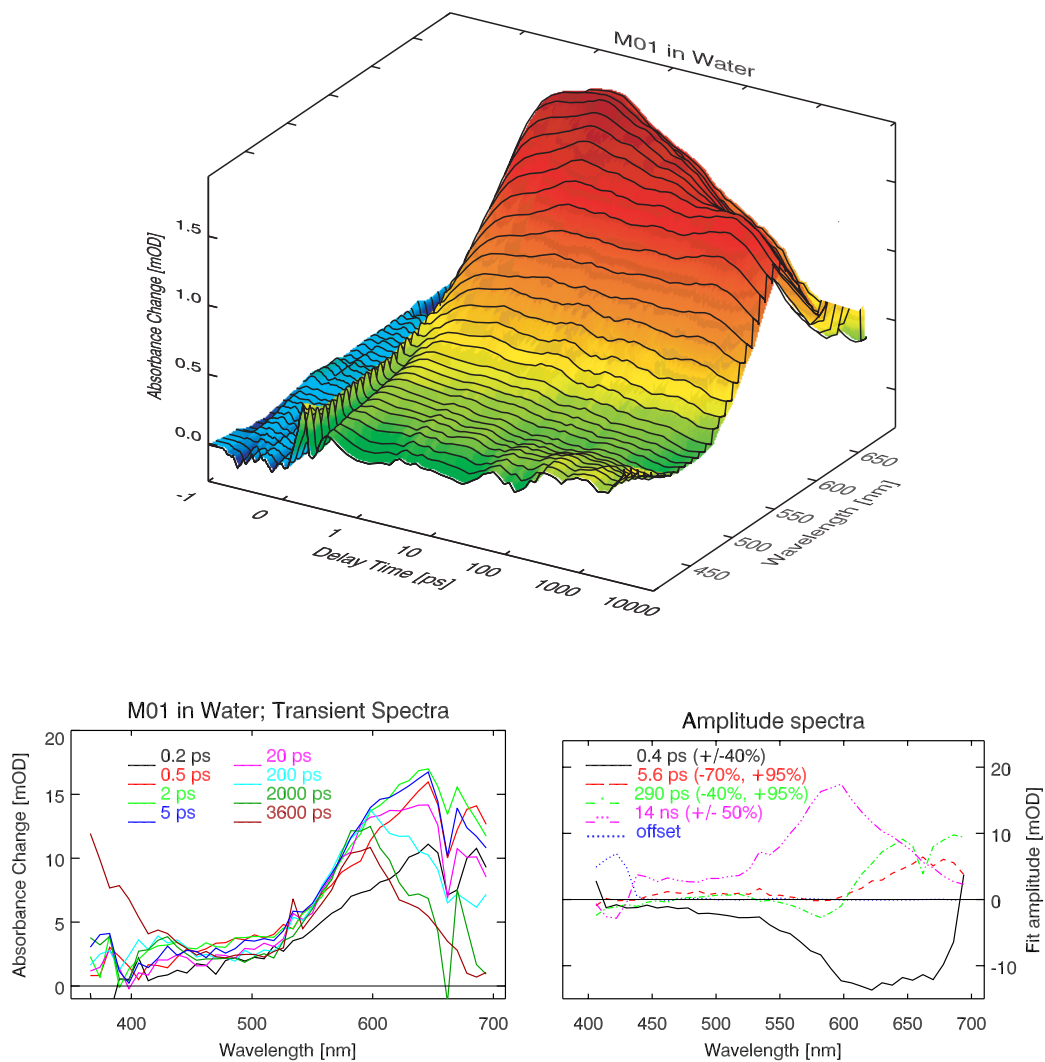 M01 in Water
Absorbance Change [mOD]
1.5
1.0
0.5
0.0
-1
0
1
10
100
1000
10000
Delay Time [ps]
450
500
550
600
650
Wavelength [nm]
M01 in Water; Transient Spectra
Absorbance Change [mOD]
20
15
10
5
0
0.2 ps
0.5 ps
2 ps
5 ps
20 ps
200 ps
2000 ps
3600 ps
400
500
600
700
Wavelength [nm]
Amplitude spectra
0.4 ps (+/-40%)
5.6 ps (-70%, +95%)
290 ps (-40%, +95%)
14 ns (+/- 50%)
offset
20
10
0
-10
Fit amplitude [mOD]
400
450
500
550
600
650
700
Wavelength [nm]